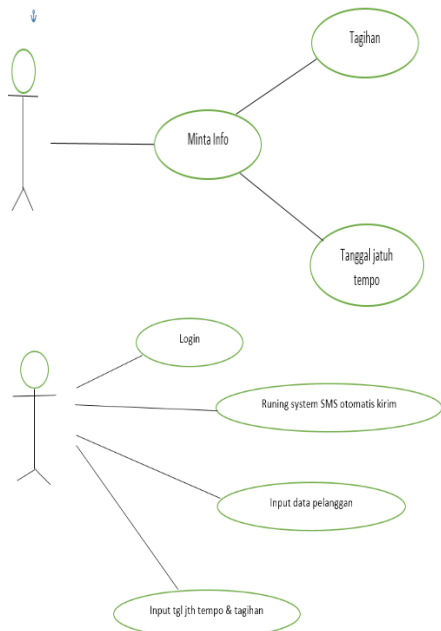 Tagihan
Minta Info
Tanggal jatuh
tempo
Login
Runing system SMS otomatis kirim
Input data pelanggan
Input tgl jth tempo & tagihan